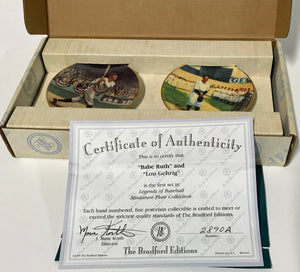 Certificate of Authenticity
This is to certify that
"Babe Ruth" and
"Lou Gehrig"
is the first set in
Legends of Baseball
Miniature Plate Collection
Each hand numbered, fine porcelain collectible is crafted to meet or
exceed the strictest quality standards of The Bradford Editions.
J. Marie Korth
Director
2890A
The Bradford Editions